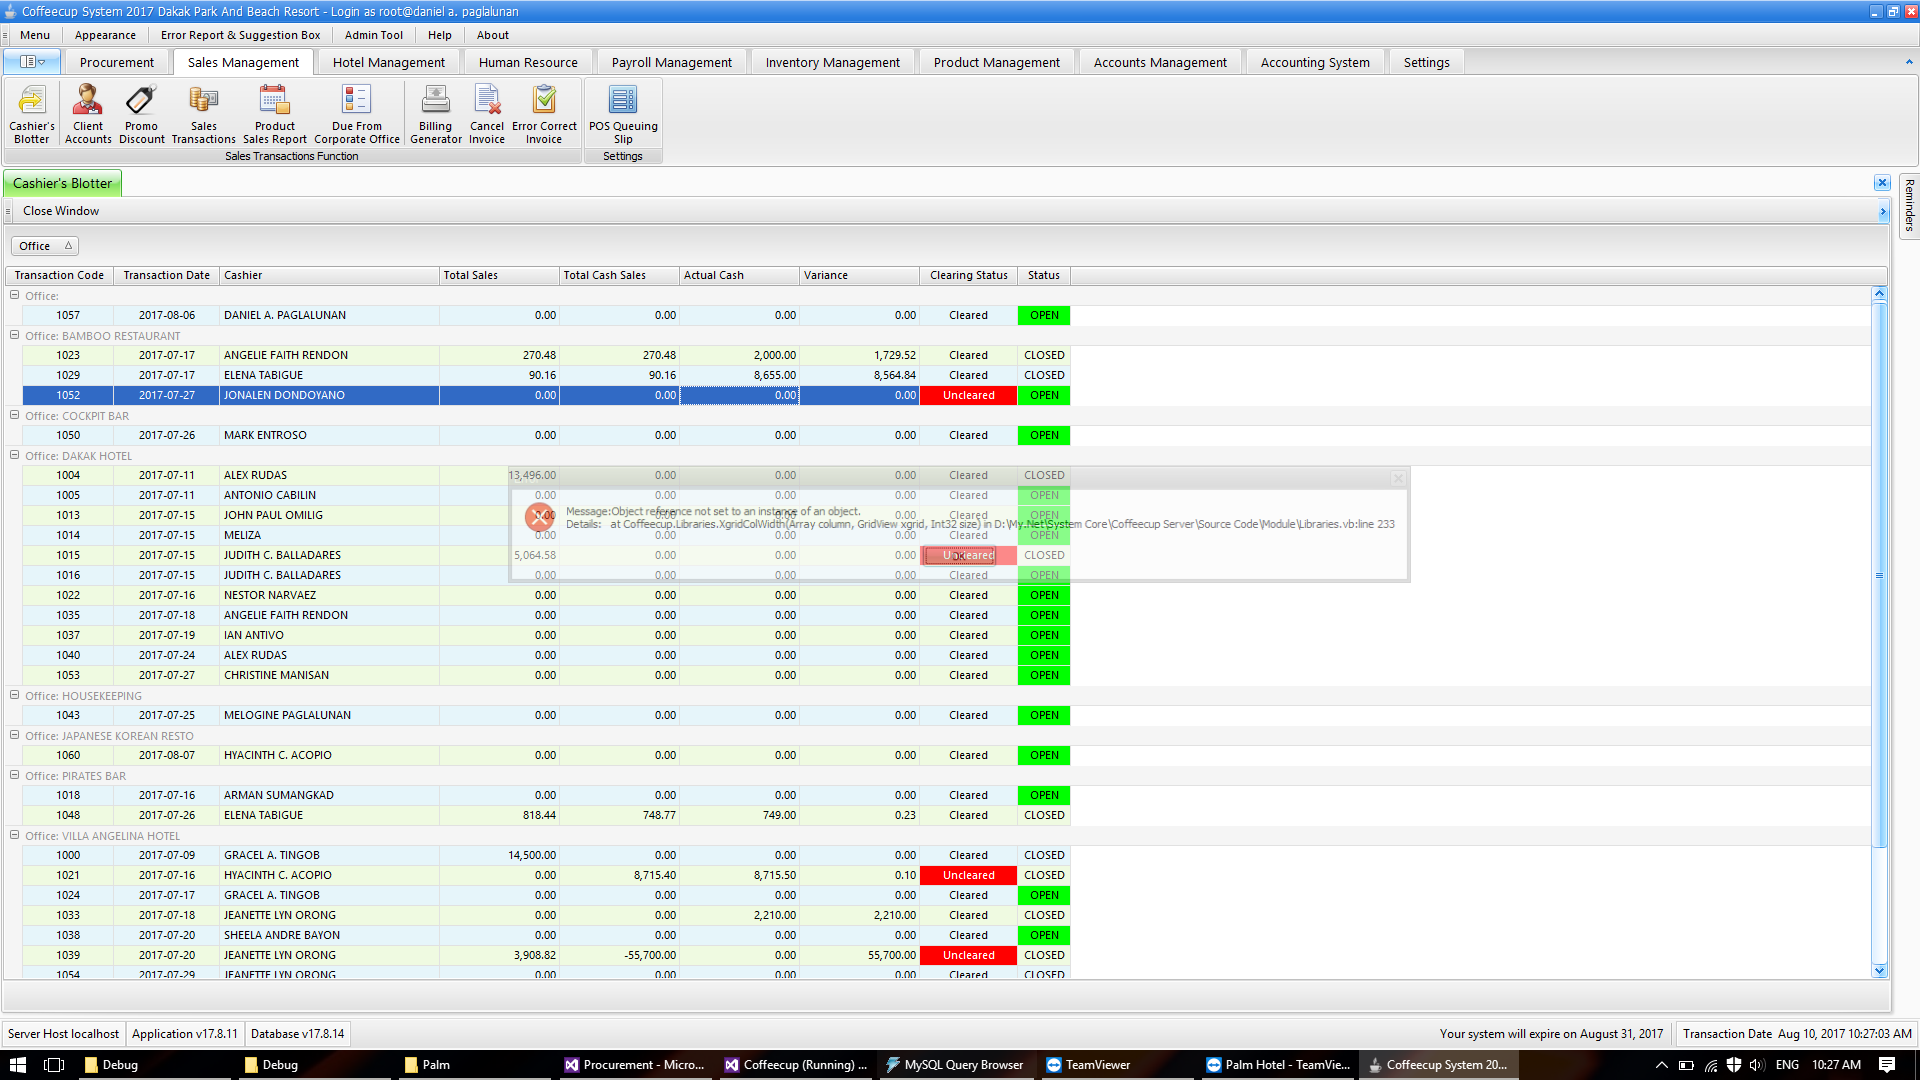 Coffeecup System 2017 Dakak Park And Beach Resort - Login as root@daniel a. paglalunan
Menu Appearance Error Report & Suggestion Box Admin Tool Help About
Procurement Sales Management Hotel Management Human Resource Payroll Management Inventory Management Product Management Accounts Management Accounting System Settings
Cashier's Blotter Client Accounts Promo Discount Sales Transactions Product Sales Report Due From Corporate Office Billing Generator Cancel Invoice Error Correct Invoice POS Queuing Slip
Sales Transactions Function Settings
Cashier's Blotter
Reminders
Close Window
Office
Transaction Code Transaction Date Cashier Total Sales Total Cash Sales Actual Cash Variance Clearing Status Status
Office:
1057 2017-08-06 DANIEL A. PAGLALUNAN 0.00 0.00 0.00 0.00 Cleared OPEN
Office: BAMBOO RESTAURANT
1023 2017-07-17 ANGELIE FAITH RENDON 270.48 270.48 2,000.00 1,729.52 Cleared CLOSED
1029 2017-07-17 ELENA TABIGUE 90.16 90.16 8,655.00 8,564.84 Cleared CLOSED
1052 2017-07-27 JONALEN DONDOYANO 0.00 0.00 0.00 0.00 Uncleared OPEN
Office: COCKPIT BAR
1050 2017-07-26 MARK ENTROSO 0.00 0.00 0.00 0.00 Cleared OPEN
Office: DAKAK HOTEL
1004 2017-07-11 ALEX RUDAS 13,496.00 0.00 0.00 0.00 Cleared CLOSED
1005 2017-07-11 ANTONIO CABILIN 0.00 0.00 0.00 0.00 Cleared OPEN
1013 2017-07-15 JOHN PAUL OMILIG 0.00 0.00 0.00 0.00 Cleared OPEN
Message:Object reference not set to an instance of an object.
Details: at Coffeecup.Libraries.XgridColWidth(Array column, GridView xgrid, Int32 size) in D:\My.Net\System Core\Coffeecup Server\Source Code\Module\Libraries.vb:line 233
OK
1014 2017-07-15 MELIZA 0.00 0.00 0.00 0.00 Cleared OPEN
1015 2017-07-15 JUDITH C. BALLADARES 5,064.58 0.00 0.00 0.00 Uncleared CLOSED
1016 2017-07-15 JUDITH C. BALLADARES 0.00 0.00 0.00 0.00 Cleared OPEN
1022 2017-07-16 NESTOR NARVAEZ 0.00 0.00 0.00 0.00 Cleared OPEN
1035 2017-07-18 ANGELIE FAITH RENDON 0.00 0.00 0.00 0.00 Cleared OPEN
1037 2017-07-19 IAN ANTIVO 0.00 0.00 0.00 0.00 Cleared OPEN
1040 2017-07-24 ALEX RUDAS 0.00 0.00 0.00 0.00 Cleared OPEN
1053 2017-07-27 CHRISTINE MANISAN 0.00 0.00 0.00 0.00 Cleared OPEN
Office: HOUSEKEEPING
1043 2017-07-25 MELOGINE PAGLALUNAN 0.00 0.00 0.00 0.00 Cleared OPEN
Office: JAPANESE KOREAN RESTO
1060 2017-08-07 HYACINTH C. ACOPIO 0.00 0.00 0.00 0.00 Cleared OPEN
Office: PIRATES BAR
1018 2017-07-16 ARMAN SUMANGKAD 0.00 0.00 0.00 0.00 Cleared OPEN
1048 2017-07-26 ELENA TABIGUE 818.44 748.77 749.00 0.23 Cleared CLOSED
Office: VILLA ANGELINA HOTEL
1000 2017-07-09 GRACEL A. TINGOB 14,500.00 0.00 0.00 0.00 Cleared CLOSED
1021 2017-07-16 HYACINTH C. ACOPIO 0.00 8,715.40 8,715.50 0.10 Uncleared CLOSED
1024 2017-07-17 GRACEL A. TINGOB 0.00 0.00 0.00 0.00 Cleared OPEN
1033 2017-07-18 JEANETTE LYN ORONG 0.00 0.00 2,210.00 2,210.00 Cleared CLOSED
1038 2017-07-20 SHEELA ANDRE BAYON 0.00 0.00 0.00 0.00 Cleared OPEN
1039 2017-07-20 JEANETTE LYN ORONG 3,908.82 -55,700.00 0.00 55,700.00 Uncleared CLOSED
1054 2017-07-29 JEANETTE LYN ORONG 0.00 0.00 0.00 0.00 Cleared CLOSED
Server Host localhost Application v17.8.11 Database v17.8.14 Your system will expire on August 31, 2017 Transaction Date Aug 10, 2017 10:27:03 AM
Debug Debug Palm Procurement - Micro... Coffeecup (Running) ... MySQL Query Browser TeamViewer Palm Hotel - TeamVie... Coffeecup System 20... ENG 10:27 AM